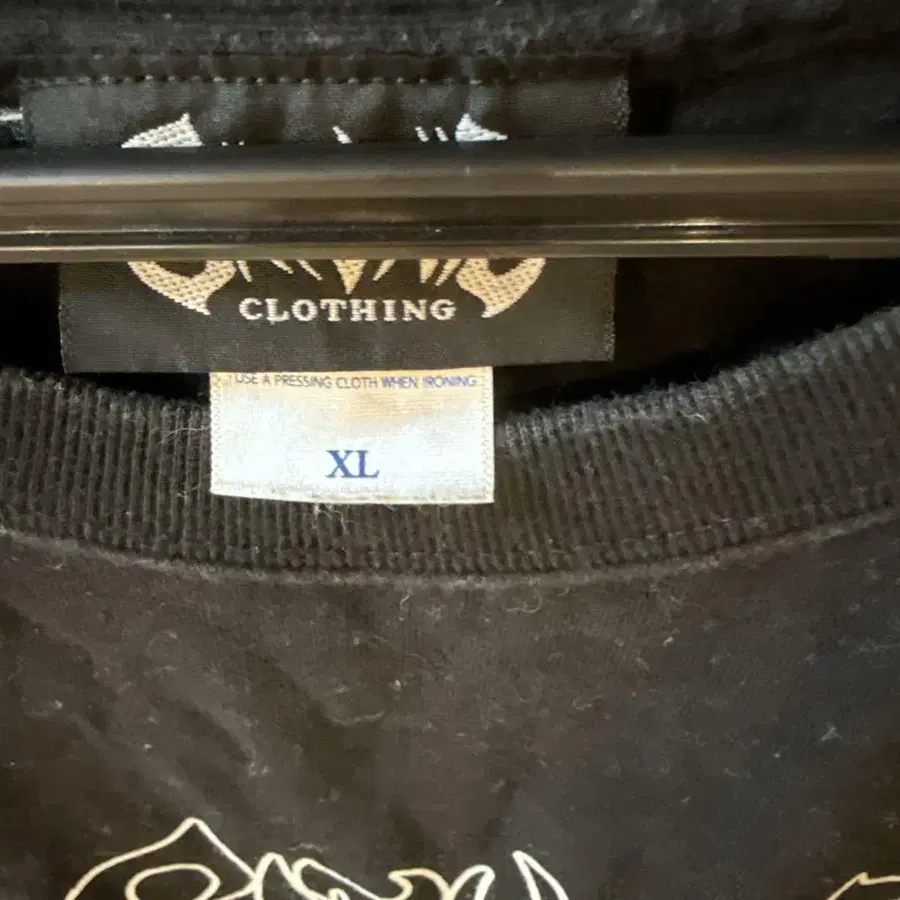 CLOTHING
USE A PRESSING CLOTH WHEN IRONING
XL